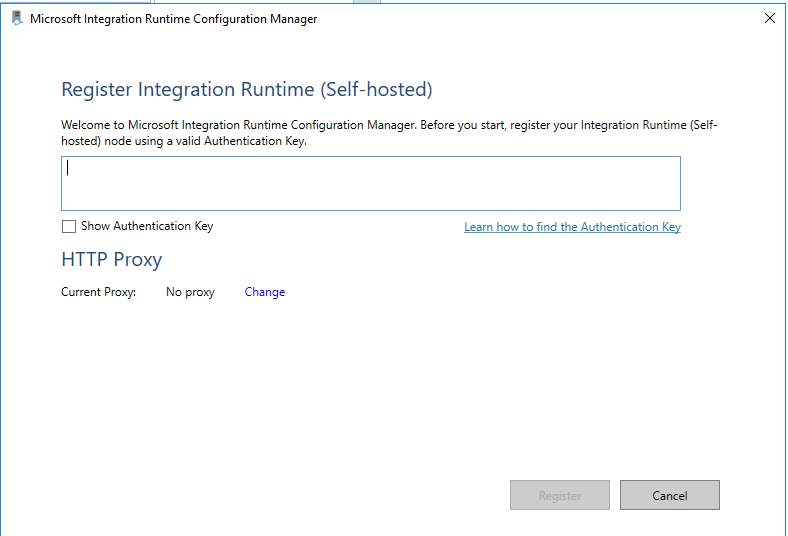 Microsoft Integration Runtime Configuration Manager
Register Integration Runtime (Self-hosted)
Welcome to Microsoft Integration Runtime Configuration Manager. Before you start, register your Integration Runtime (Self-
hosted) node using a valid Authentication Key.
Show Authentication Key
Learn how to find the Authentication Key
HTTP Proxy
Current Proxy: No proxy Change
Register Cancel